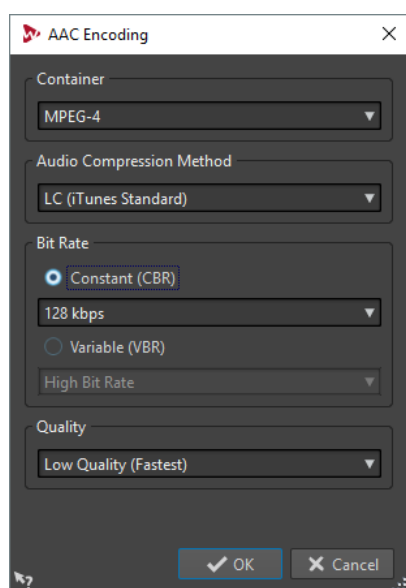 AAC Encoding
Container
MPEG-4
Audio Compression Method
LC (iTunes Standard)
Bit Rate
Constant (CBR)
128 kbps
Variable (VBR)
High Bit Rate
Quality
Low Quality (Fastest)
OK
Cancel
?